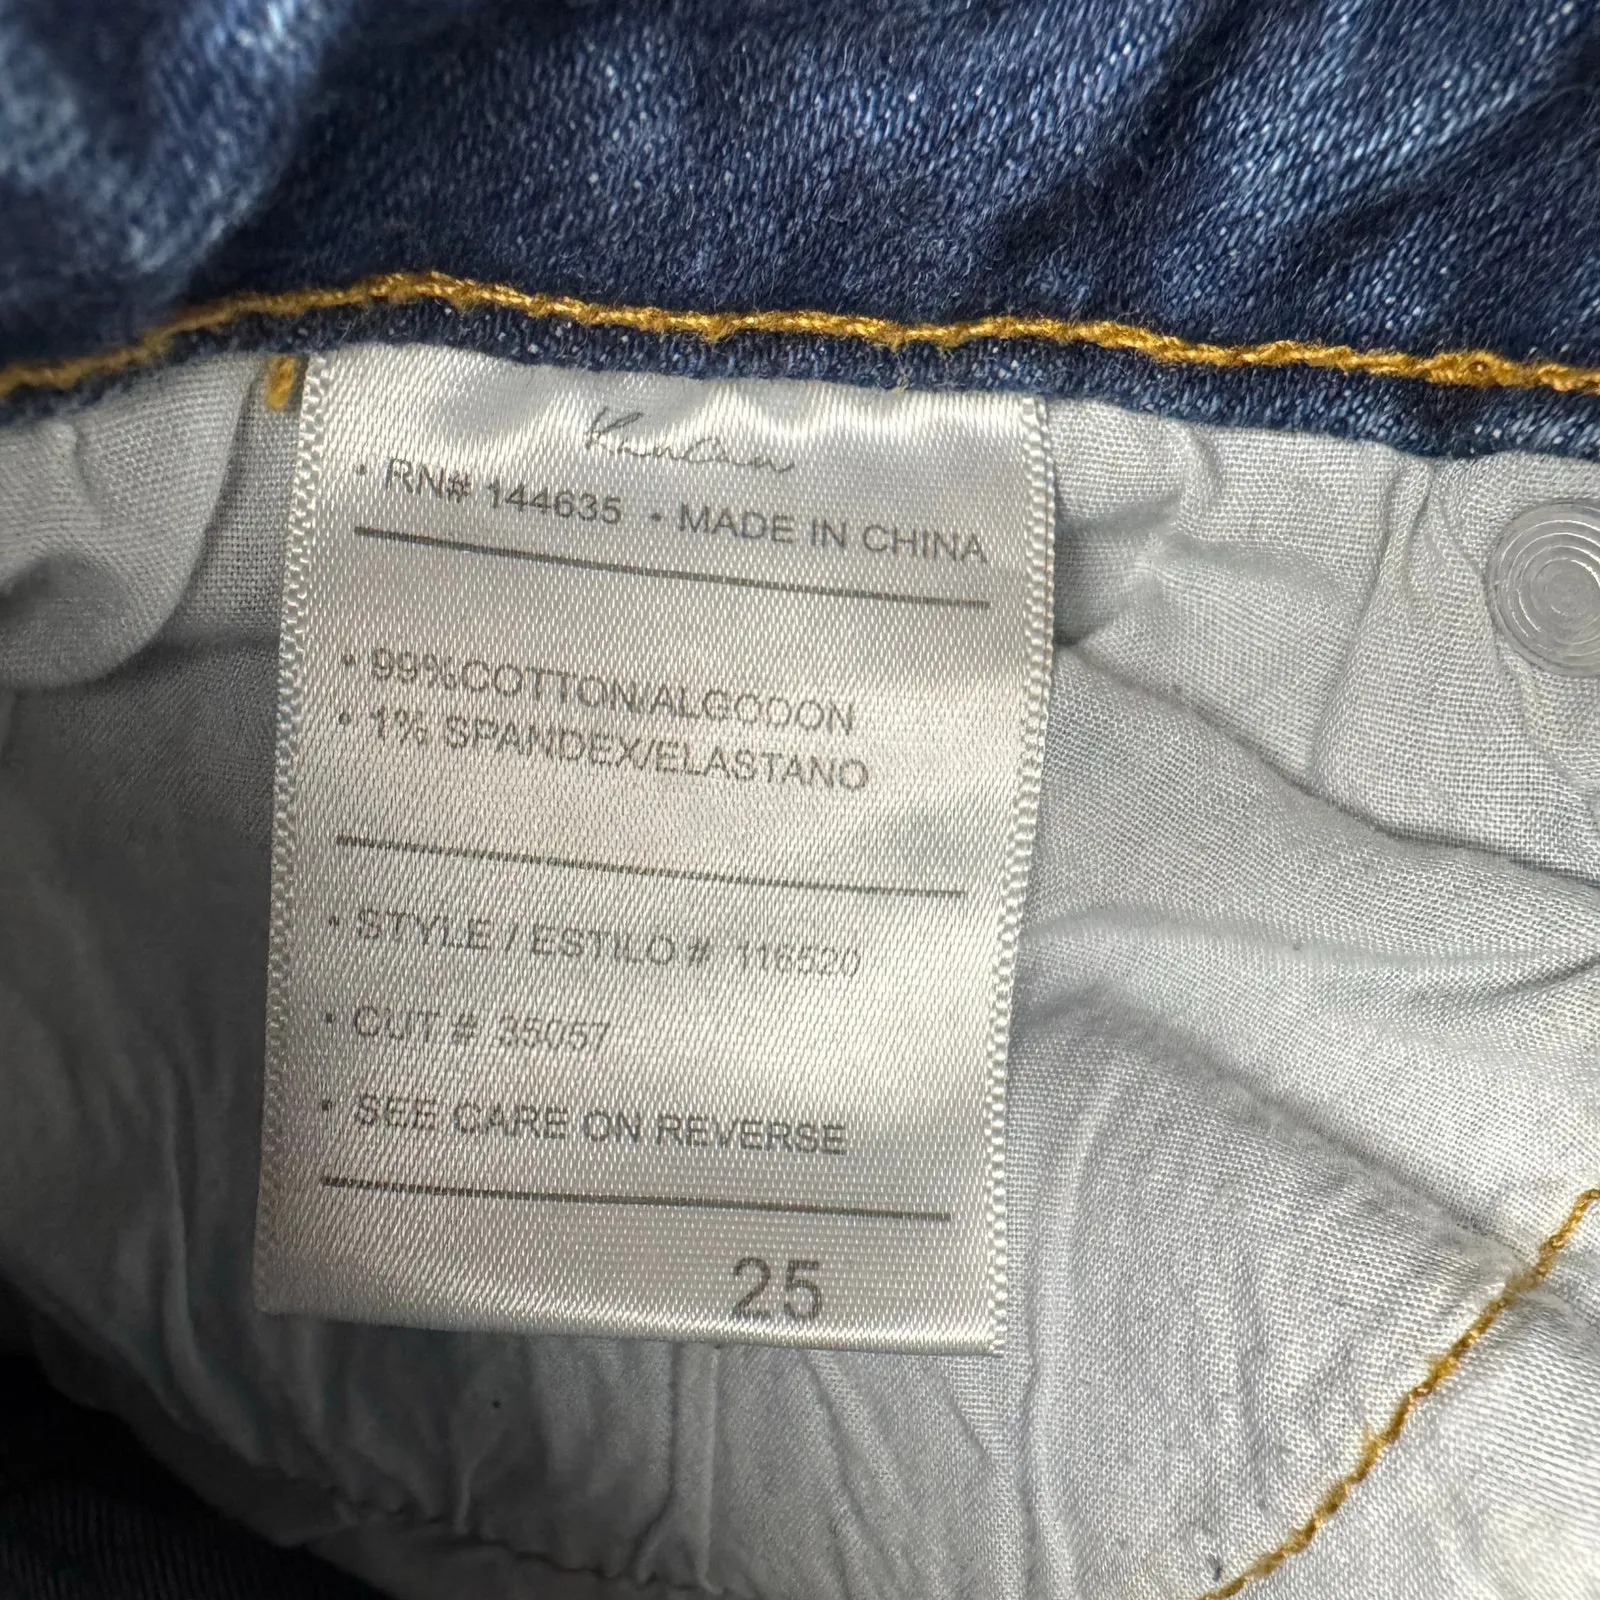 • RN# 144635 • MADE IN CHINA
• 99%COTTON/ALGODON
• 1% SPANDEX/ELASTANO
• STYLE / ESTILO # 116520
• CUT # 35057
• SEE CARE ON REVERSE
25